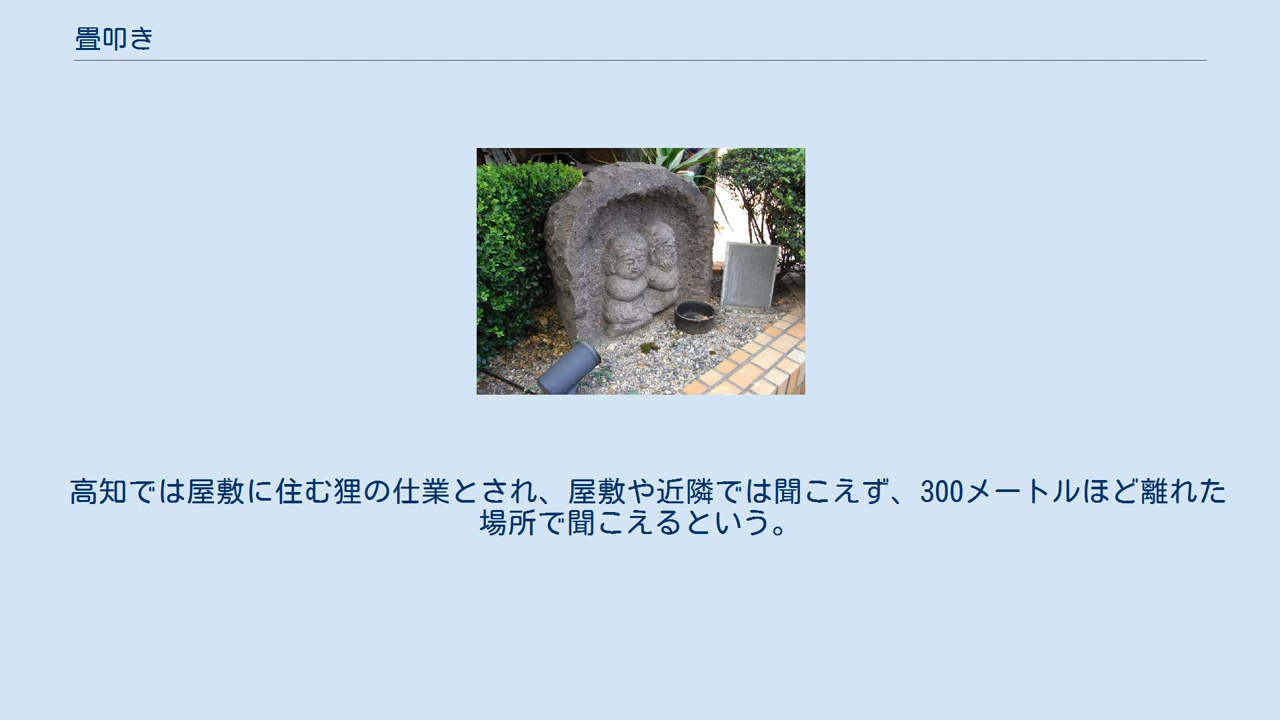 畳叩き
高知では屋敷に住む狸の仕業とされ、屋敷や近隣では聞こえず、300メートルほど離れた
場所で聞こえるという。